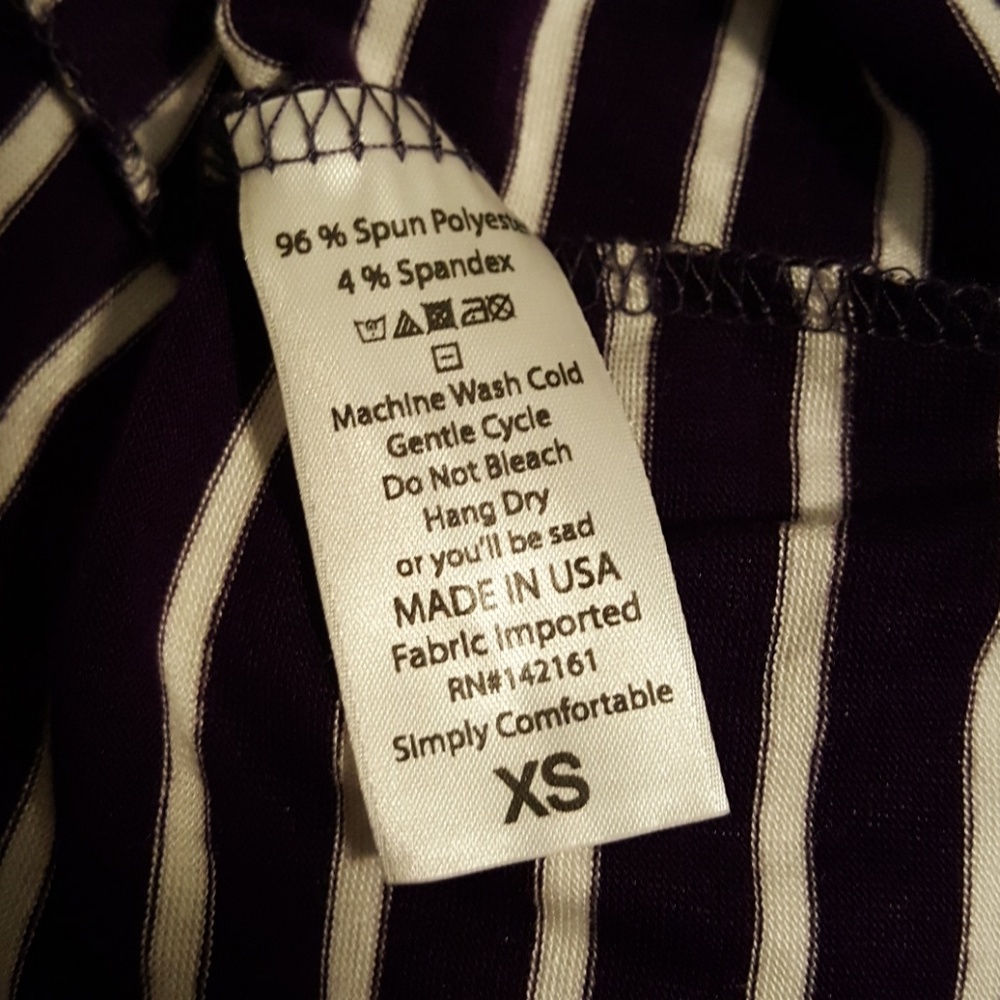 96 % Spun Polyester
4 % Spandex
Machine Wash Cold
Gentle Cycle
Do Not Bleach
Hang Dry
or you'll be sad
MADE IN USA
Fabric Imported
RN#142161
Simply Comfortable
XS